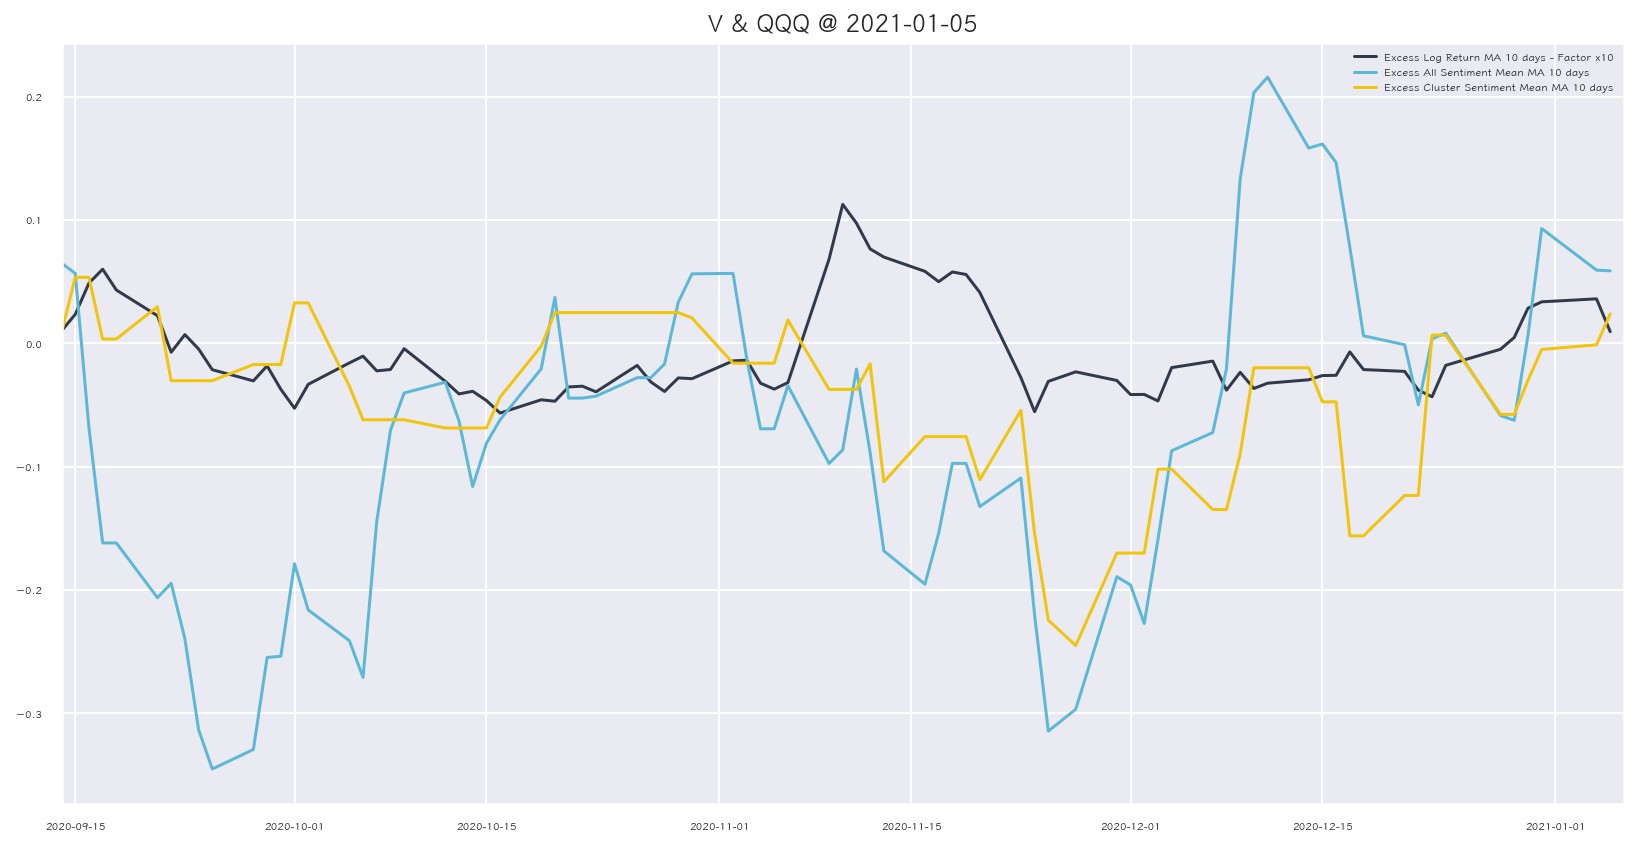 V & QQQ @ 2021-01-05
Excess Log Return MA 10 days - Factor x10
Excess All Sentiment Mean MA 10 days
Excess Cluster Sentiment Mean MA 10 days
0.2
0.1
0.0
−0.1
−0.2
−0.3
2020-09-15 2020-10-01 2020-10-15 2020-11-01 2020-11-15 2020-12-01 2020-12-15 2021-01-01